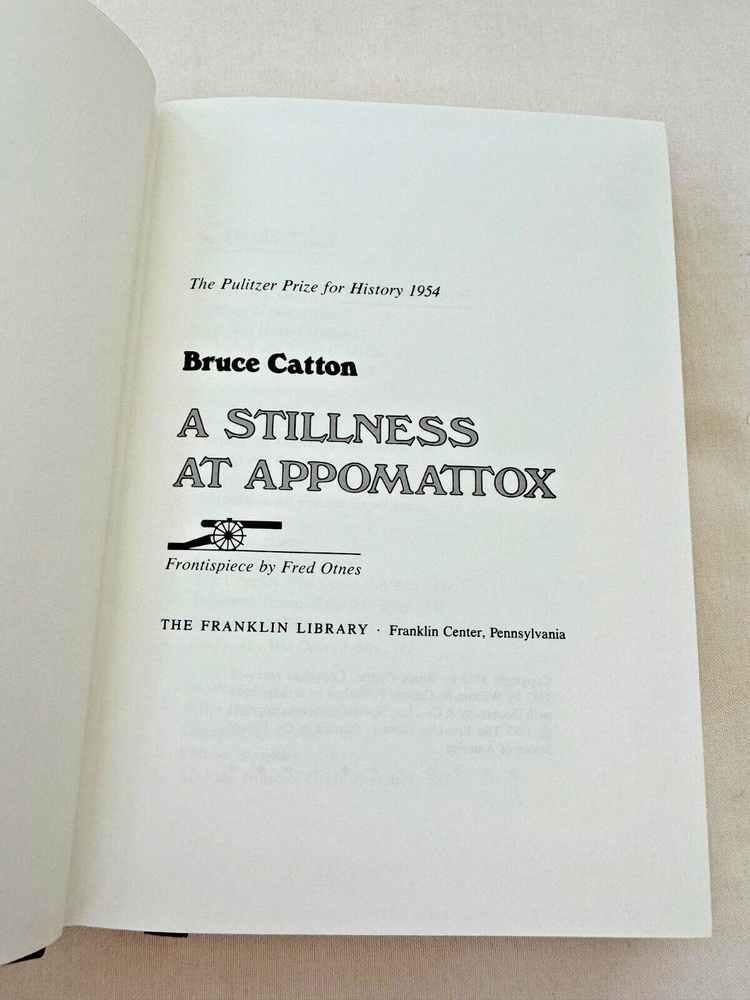 The Pulitzer Prize for History 1954
Bruce Catton
A STILLNESS
AT APPOMATTOX
Frontispiece by Fred Otnes
THE FRANKLIN LIBRARY · Franklin Center, Pennsylvania